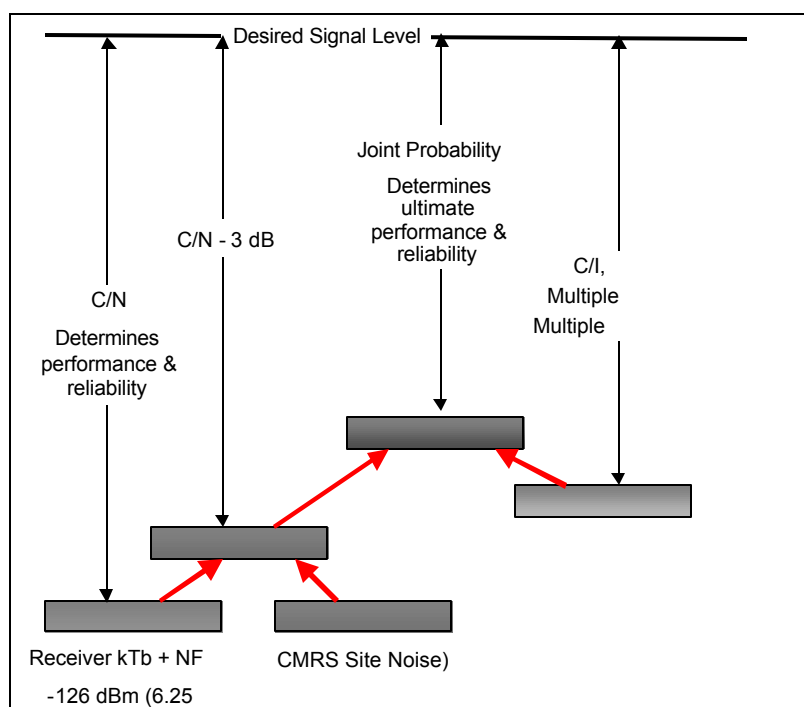 Desired Signal Level
Joint Probability
Determines
ultimate
performance &
reliability
C/N - 3 dB
C/I,
Multiple
Multiple
C/N
Determines
performance &
reliability
Receiver kTb + NF
-126 dBm (6.25
CMRS Site Noise)